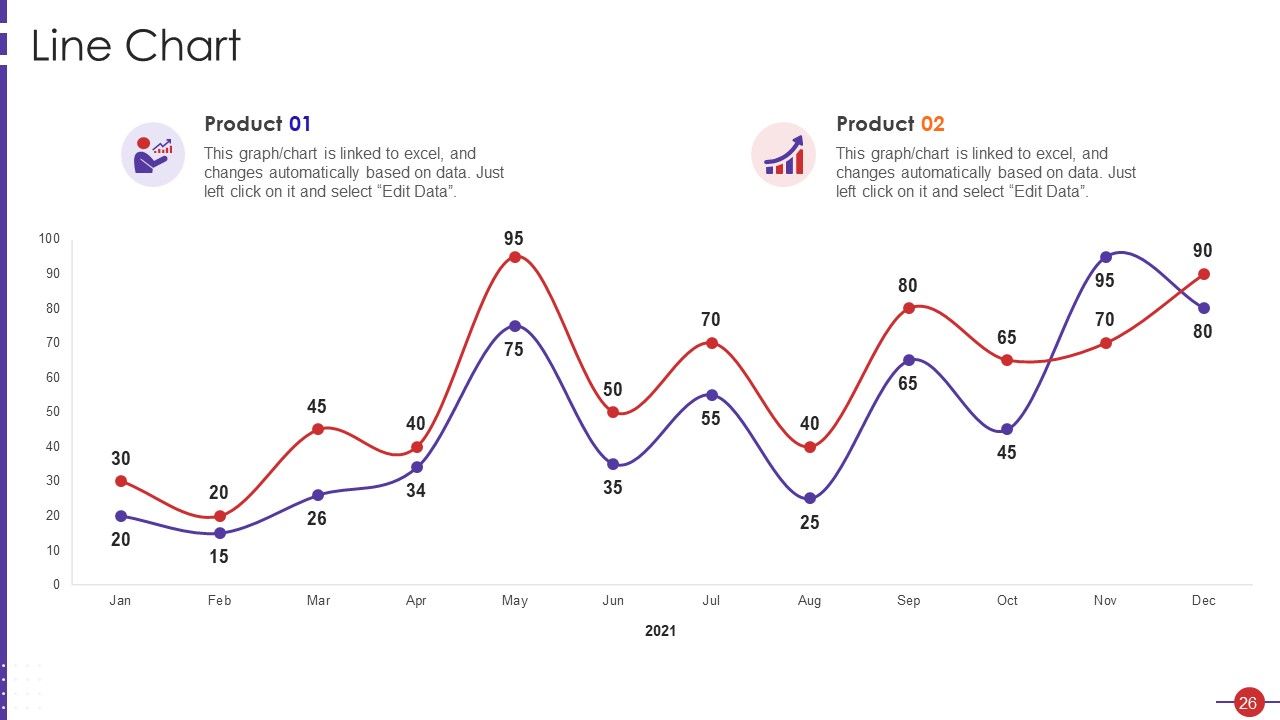 Line Chart
Product 01
This graph/chart is linked to excel, and
changes automatically based on data. Just
left click on it and select “Edit Data”.
Product 02
This graph/chart is linked to excel, and
changes automatically based on data. Just
left click on it and select “Edit Data”.
100
90
80
70
60
50
40
30
20
10
0
30 20 45 40 95 50 70 40 80 65 70 90
20 15 26 34 75 35 55 25 65 45 95 80
Jan Feb Mar Apr May Jun Jul Aug Sep Oct Nov Dec
2021
26